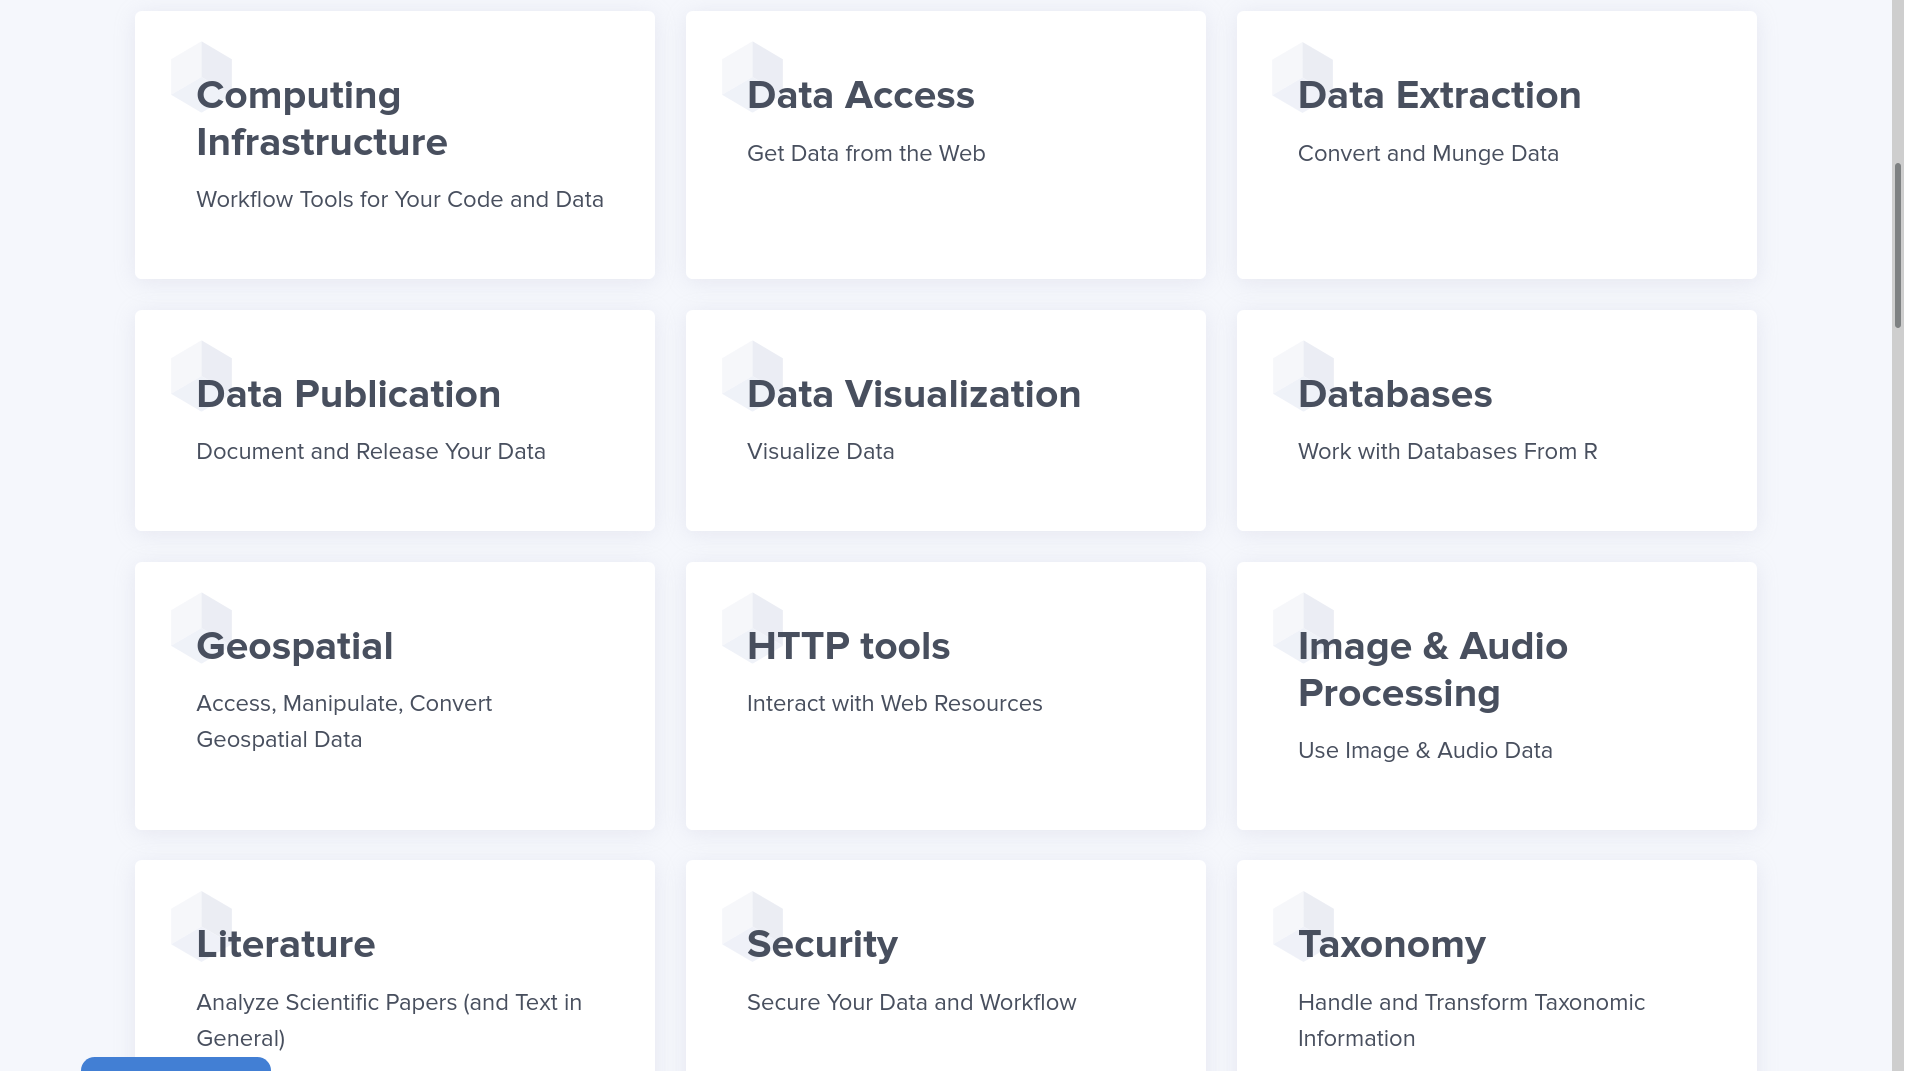 Computing
Infrastructure
Workflow Tools for Your Code and Data
Data Access
Get Data from the Web
Data Extraction
Convert and Munge Data
Data Publication
Document and Release Your Data
Data Visualization
Visualize Data
Databases
Work with Databases From R
Geospatial
Access, Manipulate, Convert
Geospatial Data
HTTP tools
Interact with Web Resources
Image & Audio
Processing
Use Image & Audio Data
Literature
Analyze Scientific Papers (and Text in
General)
Security
Secure Your Data and Workflow
Taxonomy
Handle and Transform Taxonomic
Information